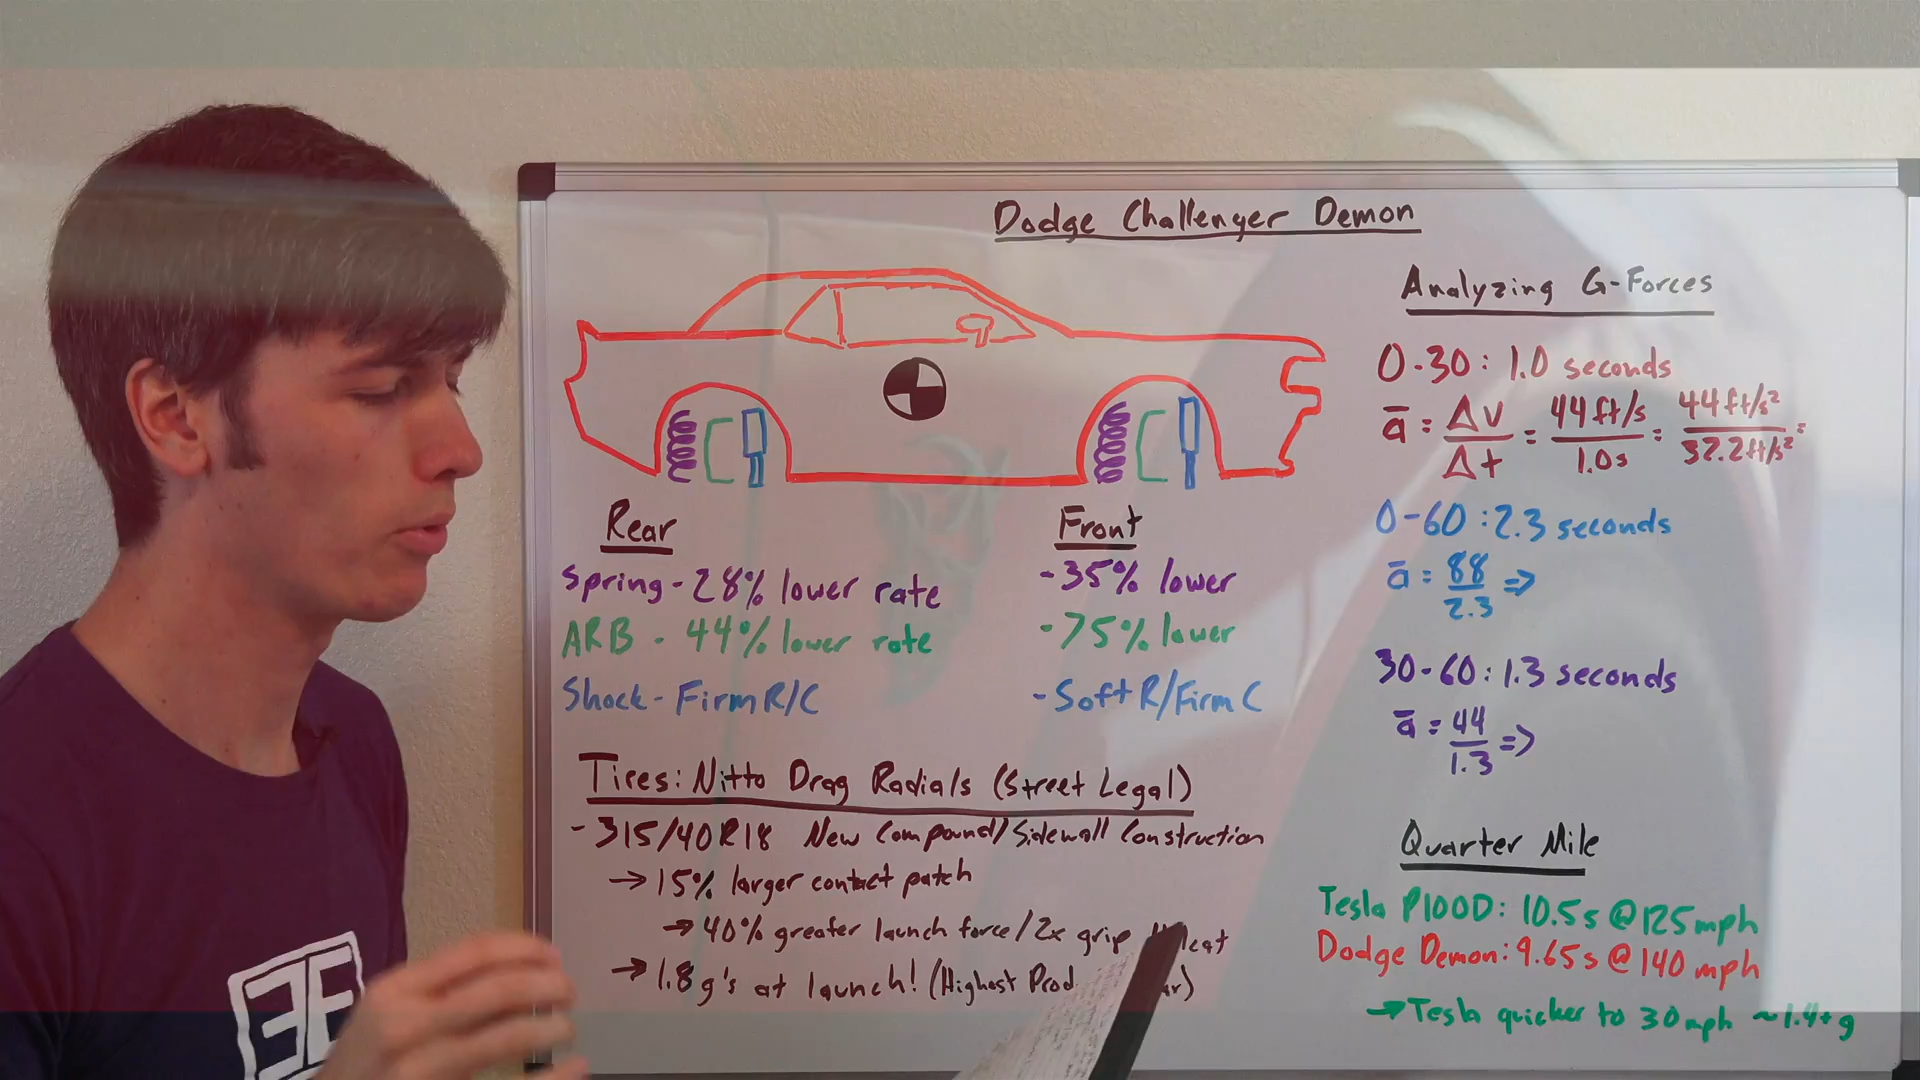 Dodge Challenger Demon
Rear
Spring - 28% lower rate
ARB - 44% lower rate
Shock - Firm R/C
Front
- 35% lower
- 75% lower
- Soft R/Firm C
Tires: Nitto Drag Radials (Street Legal)
- 315/40R18 New Compound/Sidewall Construction
→ 15% larger contact patch
→ 40% greater launch force/2x grip
→ 1.8 g's at launch! (Highest Prod.
Analyzing G-Forces
0-30: 1.0 seconds
ā = Δv/Δt = 44 ft/s / 1.0s = 44 ft/s² / 32.2 ft/s² =
0-60: 2.3 seconds
ā = 88/2.3 =>
30-60: 1.3 seconds
ā = 44/1.3 =>
Quarter Mile
Tesla P100D: 10.5s @ 125 mph
Dodge Demon: 9.65s @ 140 mph
→ Tesla quicker to 30 mph ~1.4+ g
EE